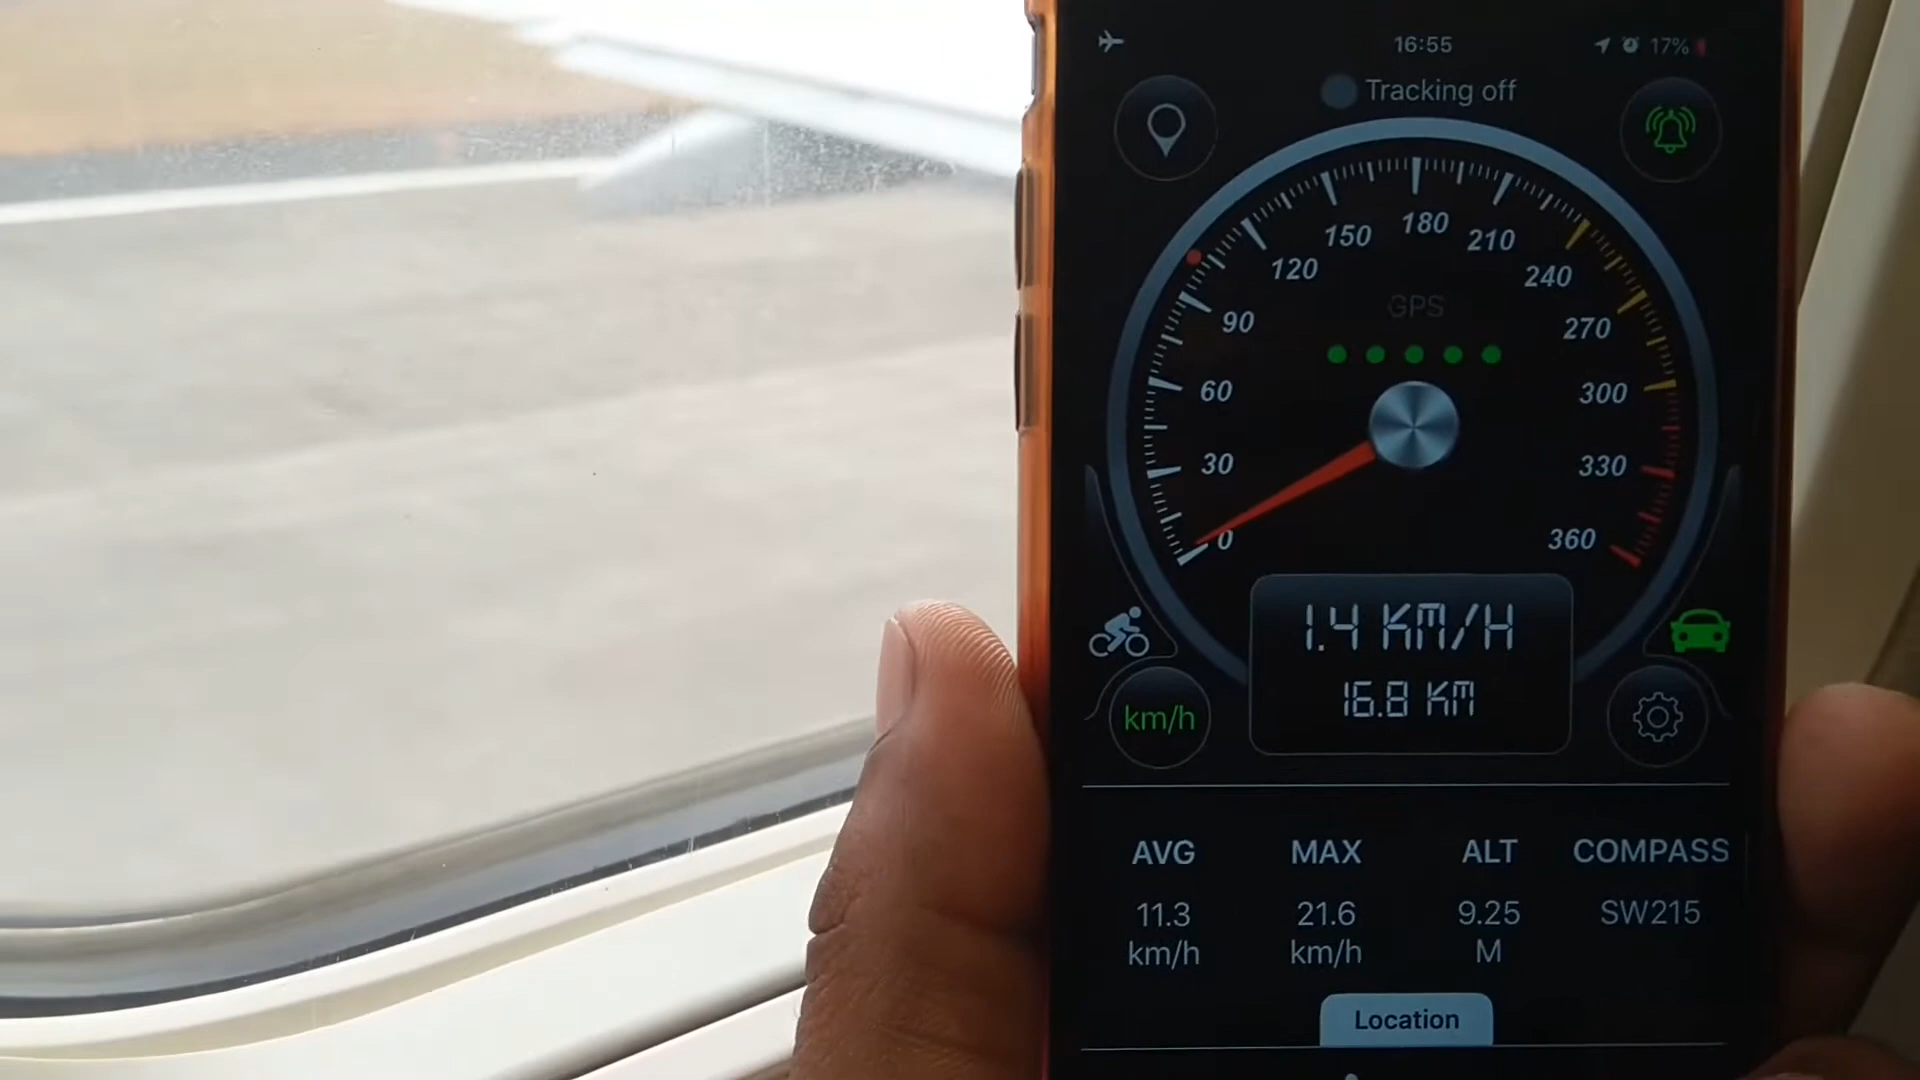 16:55
17%
Tracking off
150 180 210
120 240
GPS
90 270
60 300
30 330
0 360
1.4 KM/H
16.8 KM
km/h
AVG MAX ALT COMPASS
11.3 21.6 9.25 SW215
km/h km/h M
Location